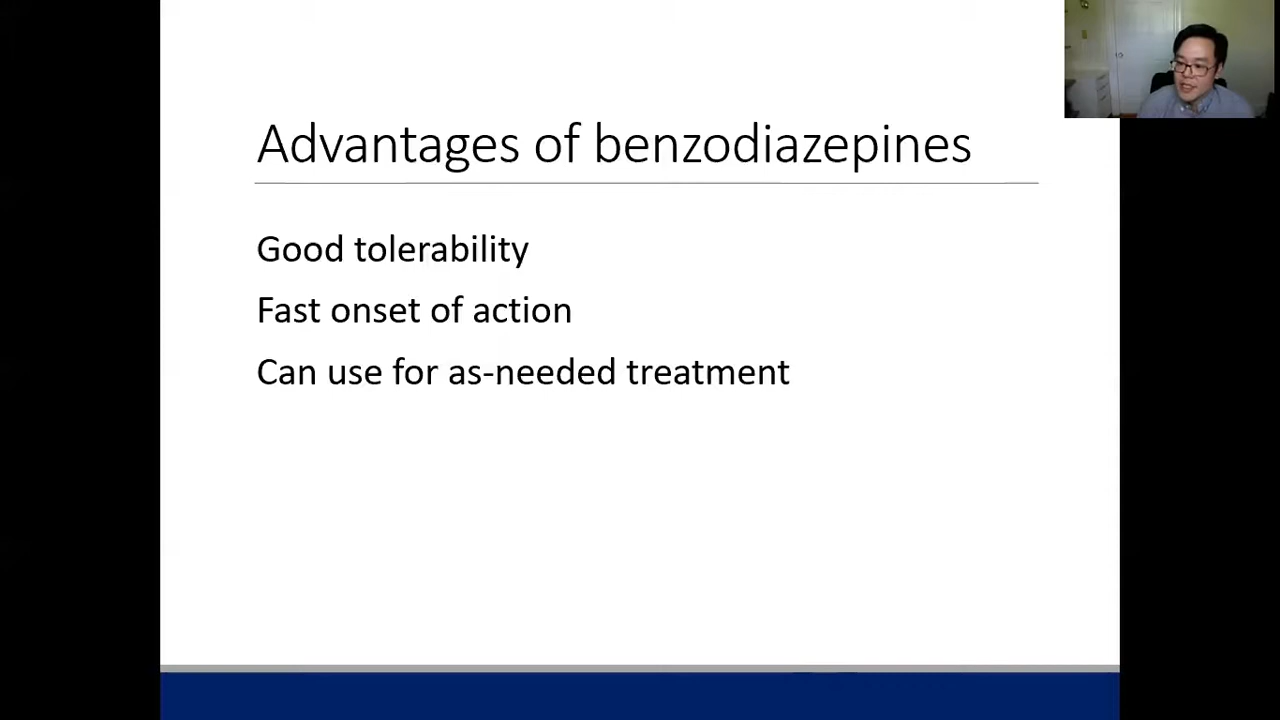 Advantages of benzodiazepines
Good tolerability
Fast onset of action
Can use for as-needed treatment